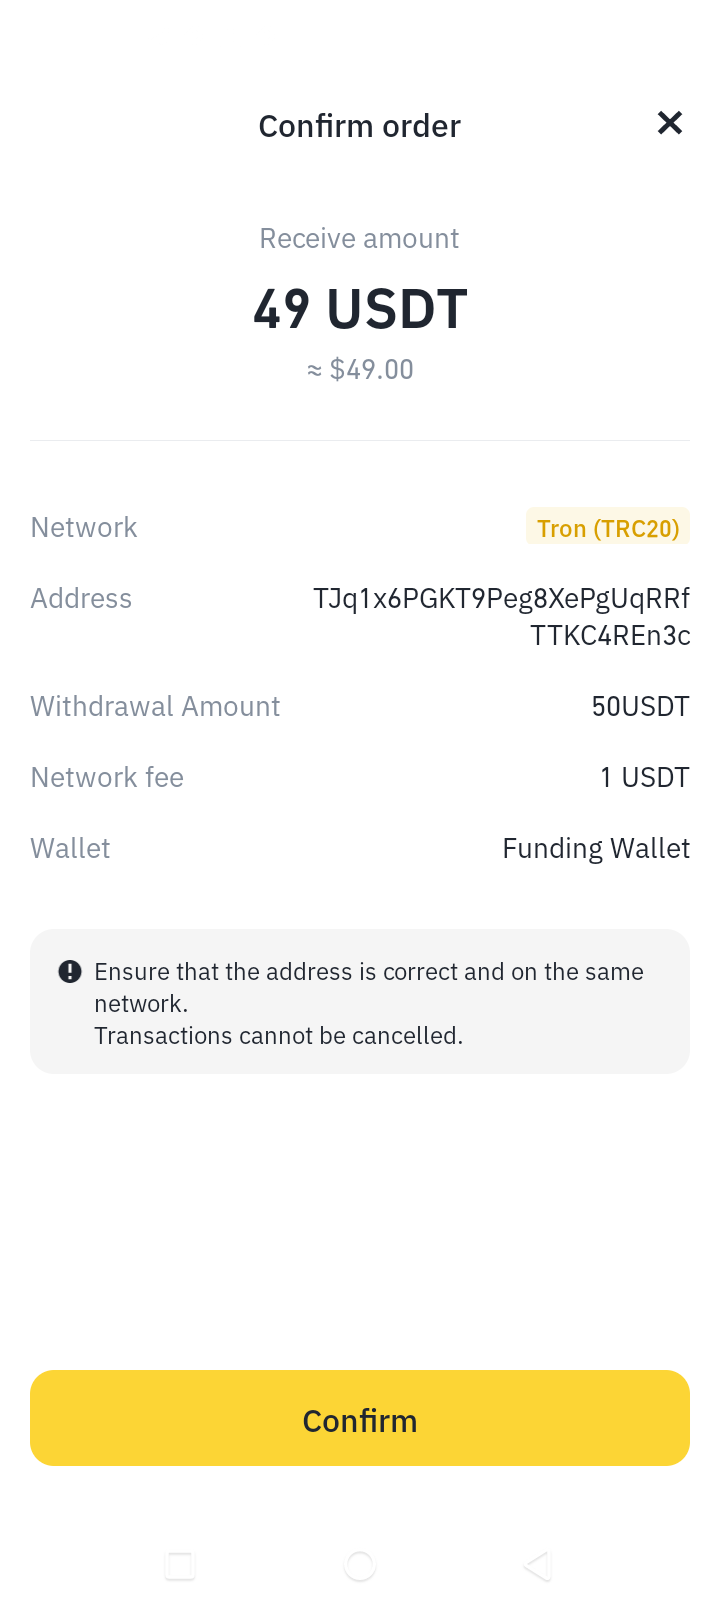 Confirm order
Receive amount
49 USDT
≈ $49.00
Network
Tron (TRC20)
Address
TJq1x6PGKT9Peg8XePgUqRRf
TTKC4REn3c
Withdrawal Amount
50USDT
Network fee
1 USDT
Wallet
Funding Wallet
Ensure that the address is correct and on the same
network.
Transactions cannot be cancelled.
Confirm